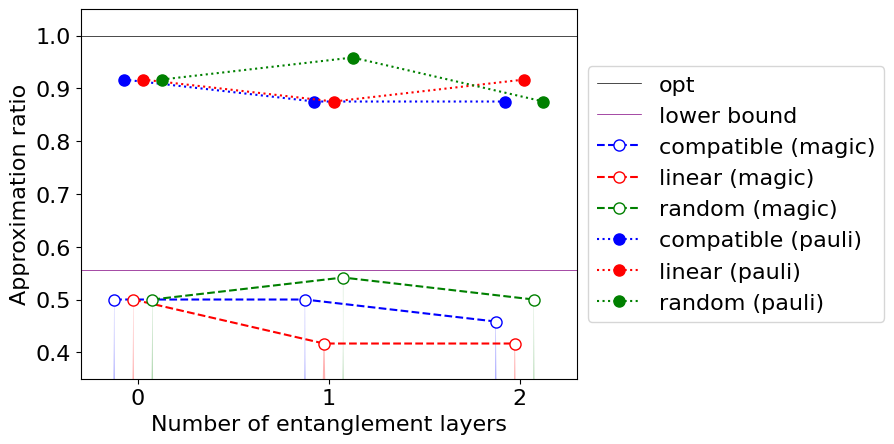 1.0
0.9
0.8
0.7
0.6
0.5
0.4
Approximation ratio
0 1 2
Number of entanglement layers
opt
lower bound
compatible (magic)
linear (magic)
random (magic)
compatible (pauli)
linear (pauli)
random (pauli)